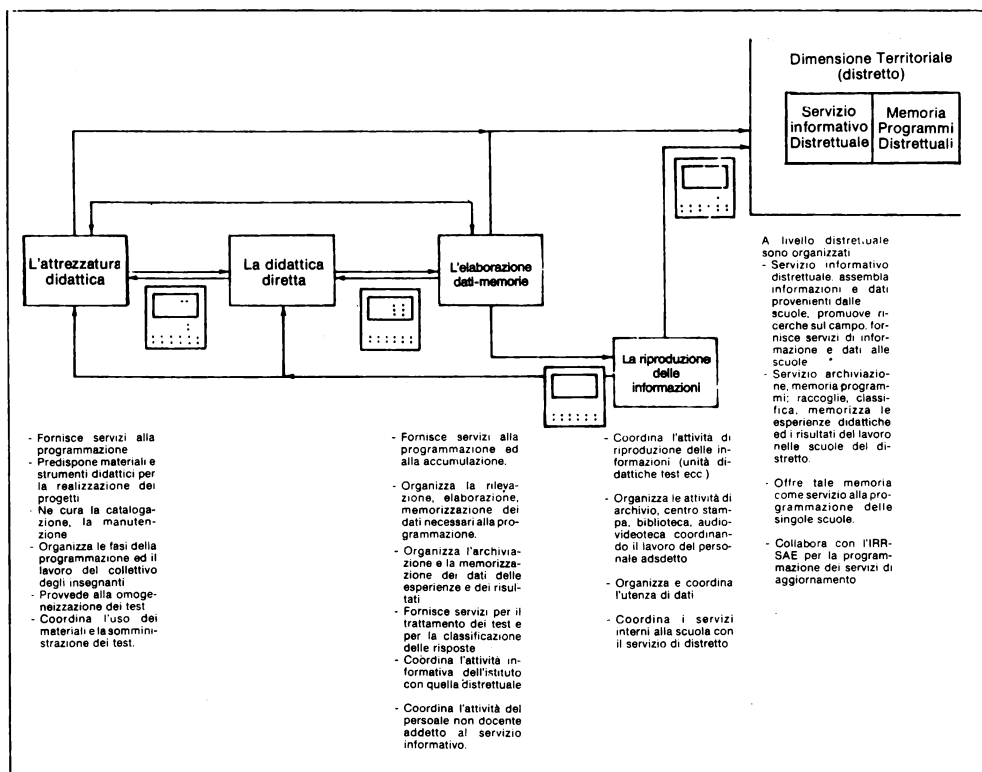 Dimensione Territoriale
(distretto)
Servizio
informativo
Distrettuale
Memoria
Programmi
Distrettuali
L'attrezzatura
didattica
La didattica
diretta
L'elaborazione
dati-memorie
La riproduzione
delle
informazioni
- Fornisce servizi alla
programmazione
- Predispone materiali e
strumenti didattici per
la realizzazione dei
progetti
- Ne cura la cataloga-
zione, la manuten-
zione
- Organizza le fasi della
programmazione ed il
lavoro del collettivo
degli insegnanti
- Provvede alla omoge-
neizzazione dei test
- Coordina l'uso dei
materiali e la sommini-
strazione dei test.
- Fornisce servizi alla
programmazione ed
alla accumulazione.
- Organizza la rileva-
zione, elaborazione,
memorizzazione dei
dati necessari alla pro-
grammazione.
- Organizza l'archivia-
zione e la memorizza-
zione dei dati delle
esperienze e dei risul-
tati
- Fornisce servizi per il
trattamento dei test e
per la classificazione
delle risposte
- Coordina l'attività in-
formativa dell'istituto
con quella distrettuale
- Coordina l'attività del
persoale non docente
addetto al servizio
informativo.
- Coordina l'attività di
riproduzione delle in-
formazioni (unità di-
dattiche test ecc )
- Organizza le attività di
archivio, centro stam-
pa, biblioteca, audio-
videoteca coordinan-
do il lavoro del perso-
nale adsdetto
- Organizza e coordina
l'utenza di dati
- Coordina i servizi
interni alla scuola con
il servizio di distretto
A livello distrettuale
sono organizzati
- Servizio informativo
distrettuale. assembla
informazioni e dati
provenienti dalle
scuole, promuove ri-
cerche sul campo, for-
nisce servizi di infor-
mazione e dati alle
scuole
- Servizio archiviazio-
ne, memoria program-
mi; raccoglie, classi-
fica, memorizza le
esperienze didattiche
ed i risultati del lavoro
nelle scuole del di-
stretto.
- Offre tale memoria
come servizio alla pro-
grammazione delle
singole scuole.
- Collabora con l'IRR-
SAE per la program-
mazione dei servizi di
aggiornamento